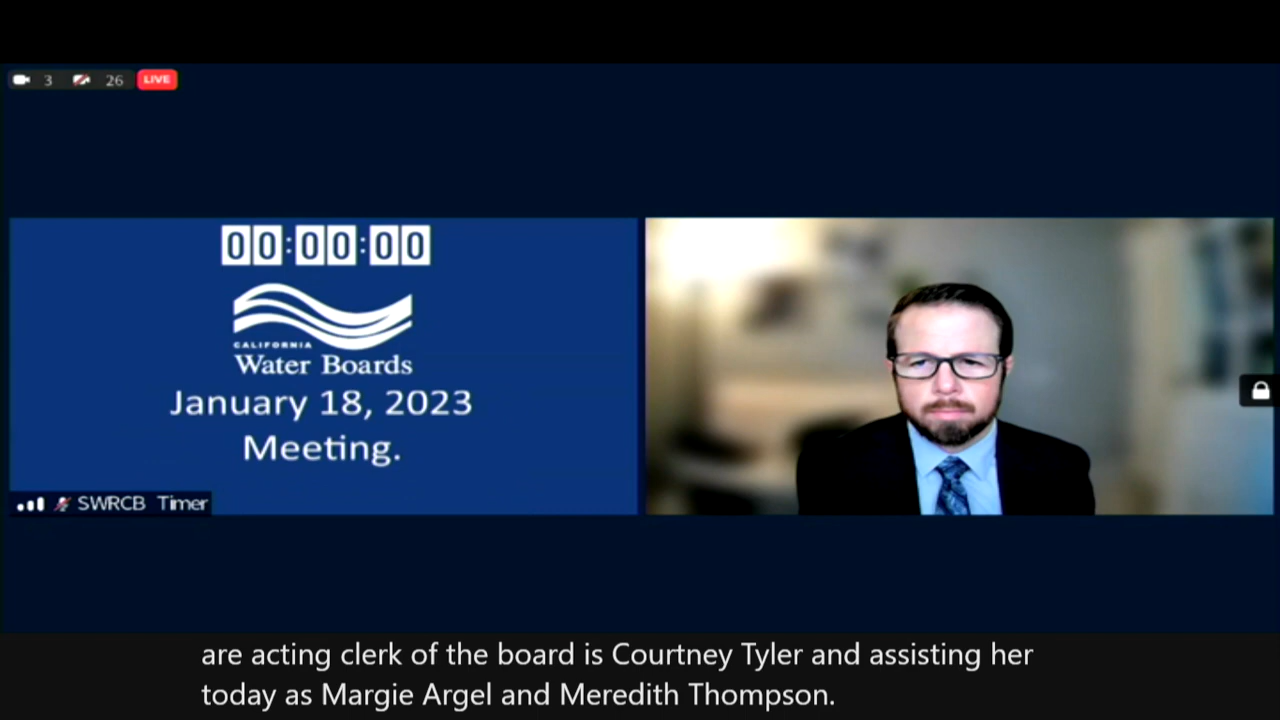 3 26 LIVE
00:00:00
CALIFORNIA
Water Boards
January 18, 2023
Meeting.
SWRCB Timer
are acting clerk of the board is Courtney Tyler and assisting her
today as Margie Argel and Meredith Thompson.